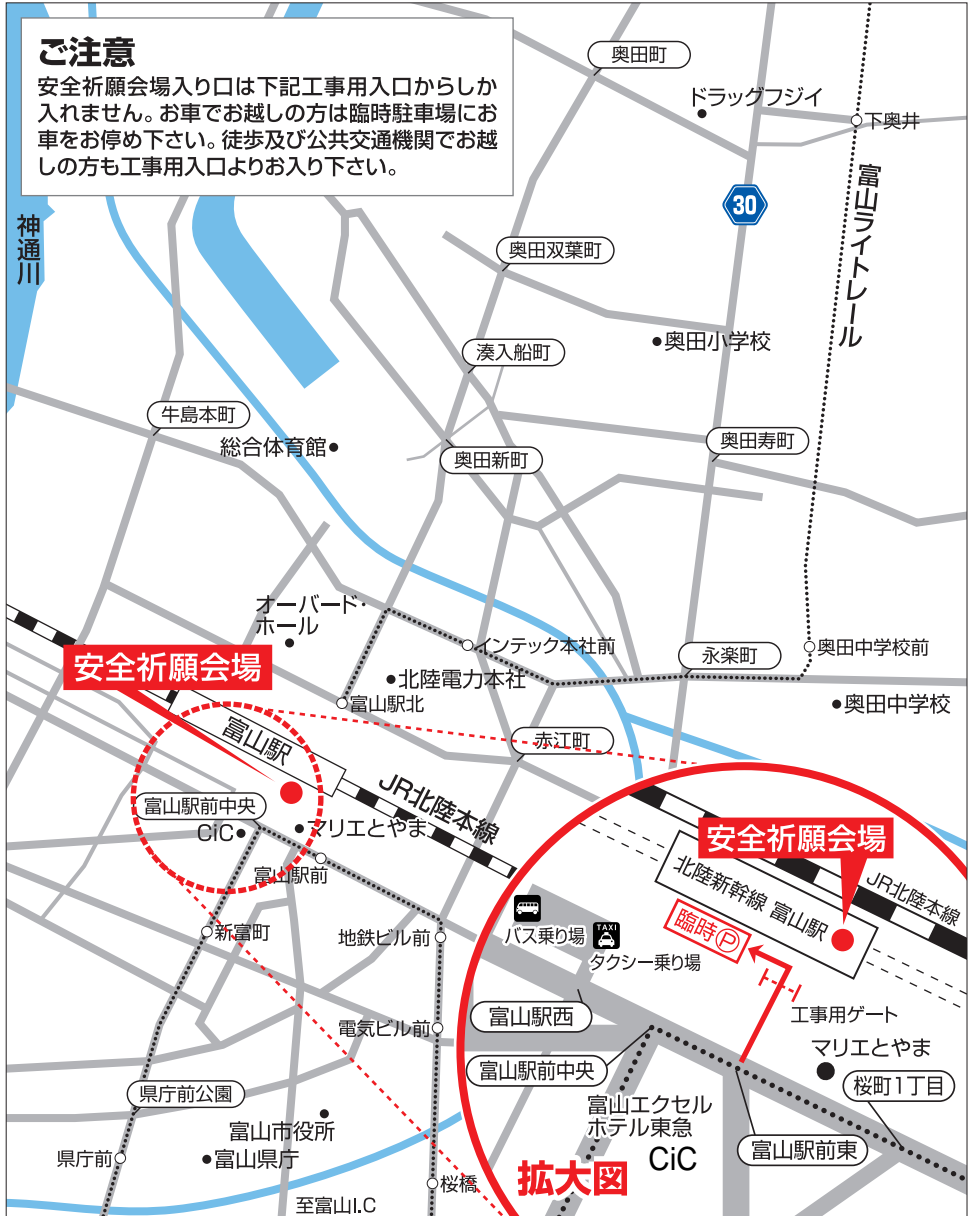 ご注意
安全祈願会場入り口は下記工事用入口からしか
入れません。お車でお越しの方は臨時駐車場にお
車をお停め下さい。徒歩及び公共交通機関でお越
しの方も工事用入口よりお入り下さい。
奥田町
ドラッグフジイ
下奥井
富山ライトレール
30
神通川
奥田双葉町
奥田小学校
湊入船町
牛島本町
総合体育館
奥田新町
奥田寿町
オーバード・
ホール
インテック本社前
永楽町
奥田中学校前
安全祈願会場
北陸電力本社
富山駅北
奥田中学校
富山駅
赤江町
JR北陸本線
富山駅前中央
CiC
マリエとやま
富山駅前
新富町
地鉄ビル前
電気ビル前
県庁前公園
富山市役所
県庁前
富山県庁
桜橋
至富山I.C
安全祈願会場
JR北陸本線
北陸新幹線 富山駅
バス乗り場
TAXI
タクシー乗り場
臨時P
工事用ゲート
富山駅西
富山駅前中央
マリエとやま
桜町1丁目
富山エクセル
ホテル東急
CiC
富山駅前東
拡大図